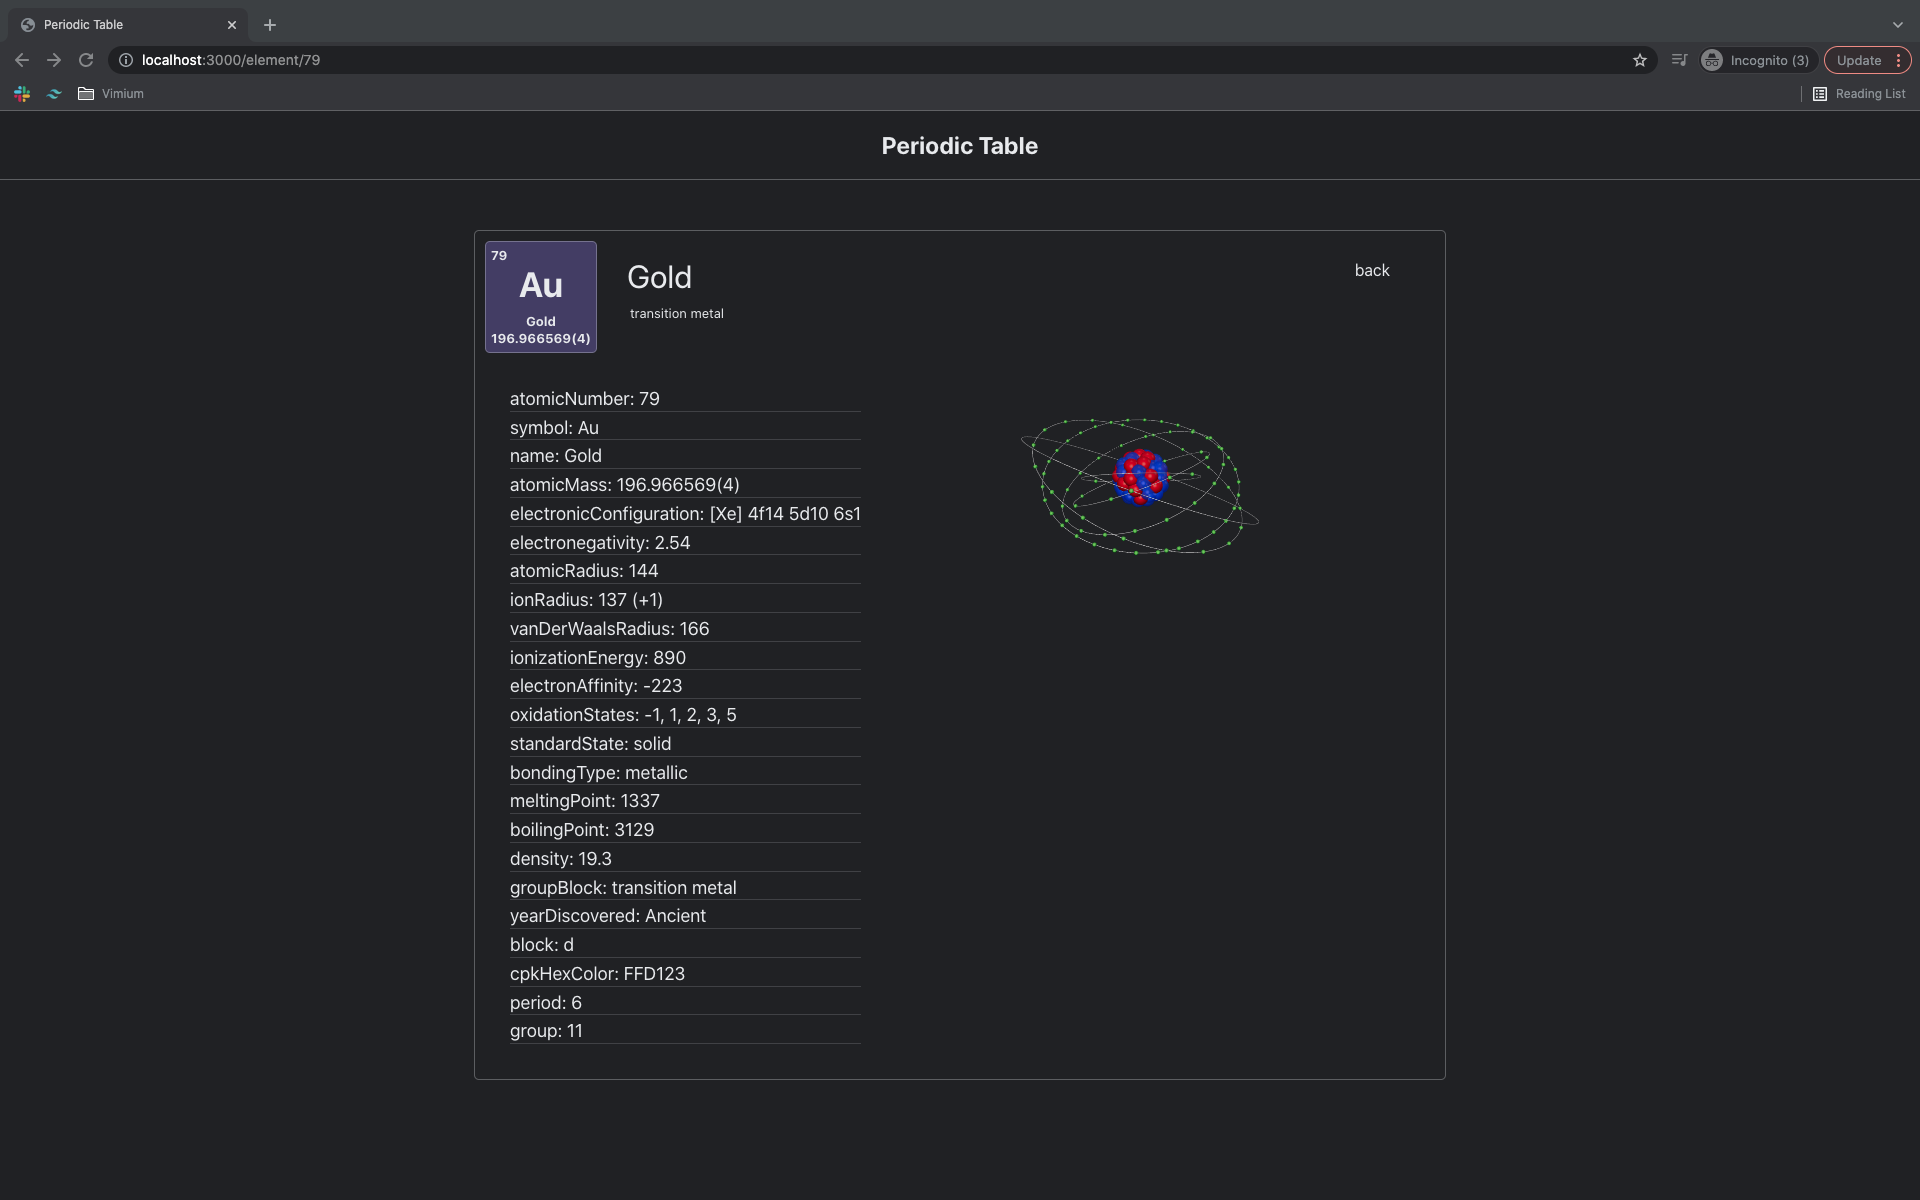 Periodic Table
localhost:3000/element/79
Incognito (3)
Update
Vimium
Reading List
Periodic Table
79
Au
Gold
196.966569(4)
Gold
transition metal
back
atomicNumber: 79
symbol: Au
name: Gold
atomicMass: 196.966569(4)
electronicConfiguration: [Xe] 4f14 5d10 6s1
electronegativity: 2.54
atomicRadius: 144
ionRadius: 137 (+1)
vanDerWaalsRadius: 166
ionizationEnergy: 890
electronAffinity: -223
oxidationStates: -1, 1, 2, 3, 5
standardState: solid
bondingType: metallic
meltingPoint: 1337
boilingPoint: 3129
density: 19.3
groupBlock: transition metal
yearDiscovered: Ancient
block: d
cpkHexColor: FFD123
period: 6
group: 11